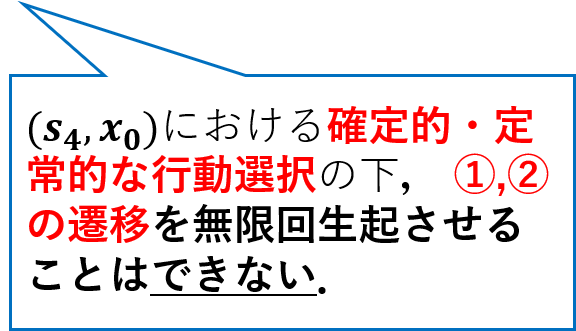 (s₄, x₀)における確定的・定
常的な行動選択の下, ①,②
の遷移を無限回生起させる
ことはできない.